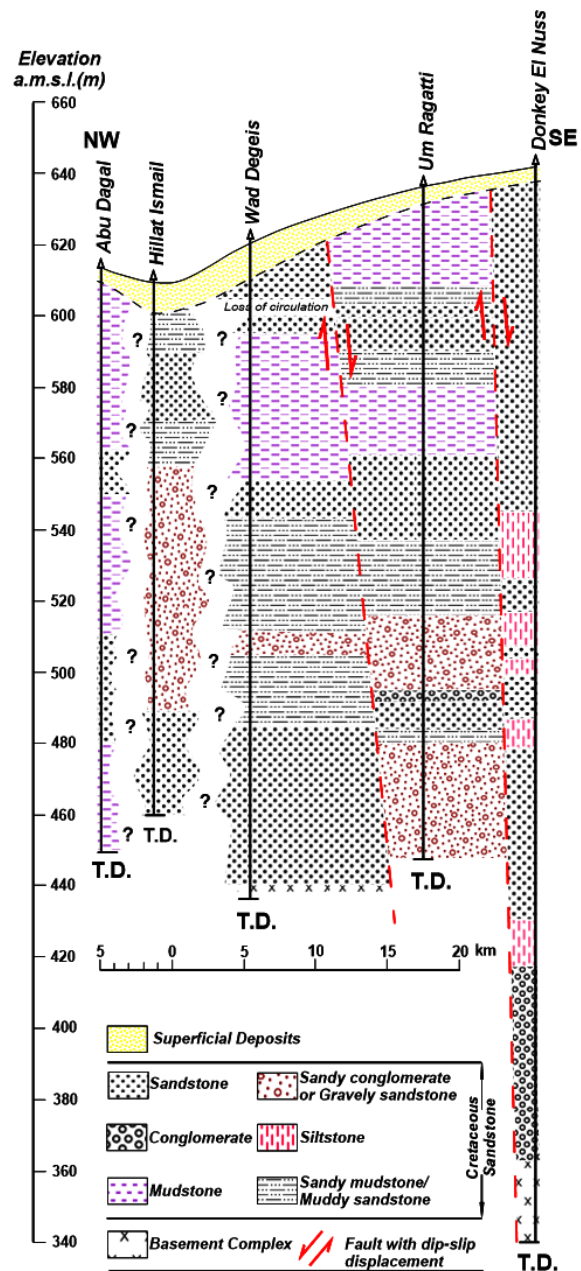 Elevation
a.m.s.l.(m)
NW
SE
Abu Dagal
Hillat Ismail
Wad Degeis
Um Ragatti
Donkey El Nuss
660
640
620
600
580
560
540
520
500
480
460
440
420
400
380
360
340
Loss of circulation
?
?
?
?
?
?
?
?
?
?
?
?
?
?
T.D.
T.D.
T.D.
T.D.
T.D.
5 0 5 10 15 20 km
Superficial Deposits
Sandstone
Sandy conglomerate
or Gravely sandstone
Conglomerate
Siltstone
Mudstone
Sandy mudstone/
Muddy sandstone
Cretaceous
Sandstone
Basement Complex
Fault with dip-slip
displacement